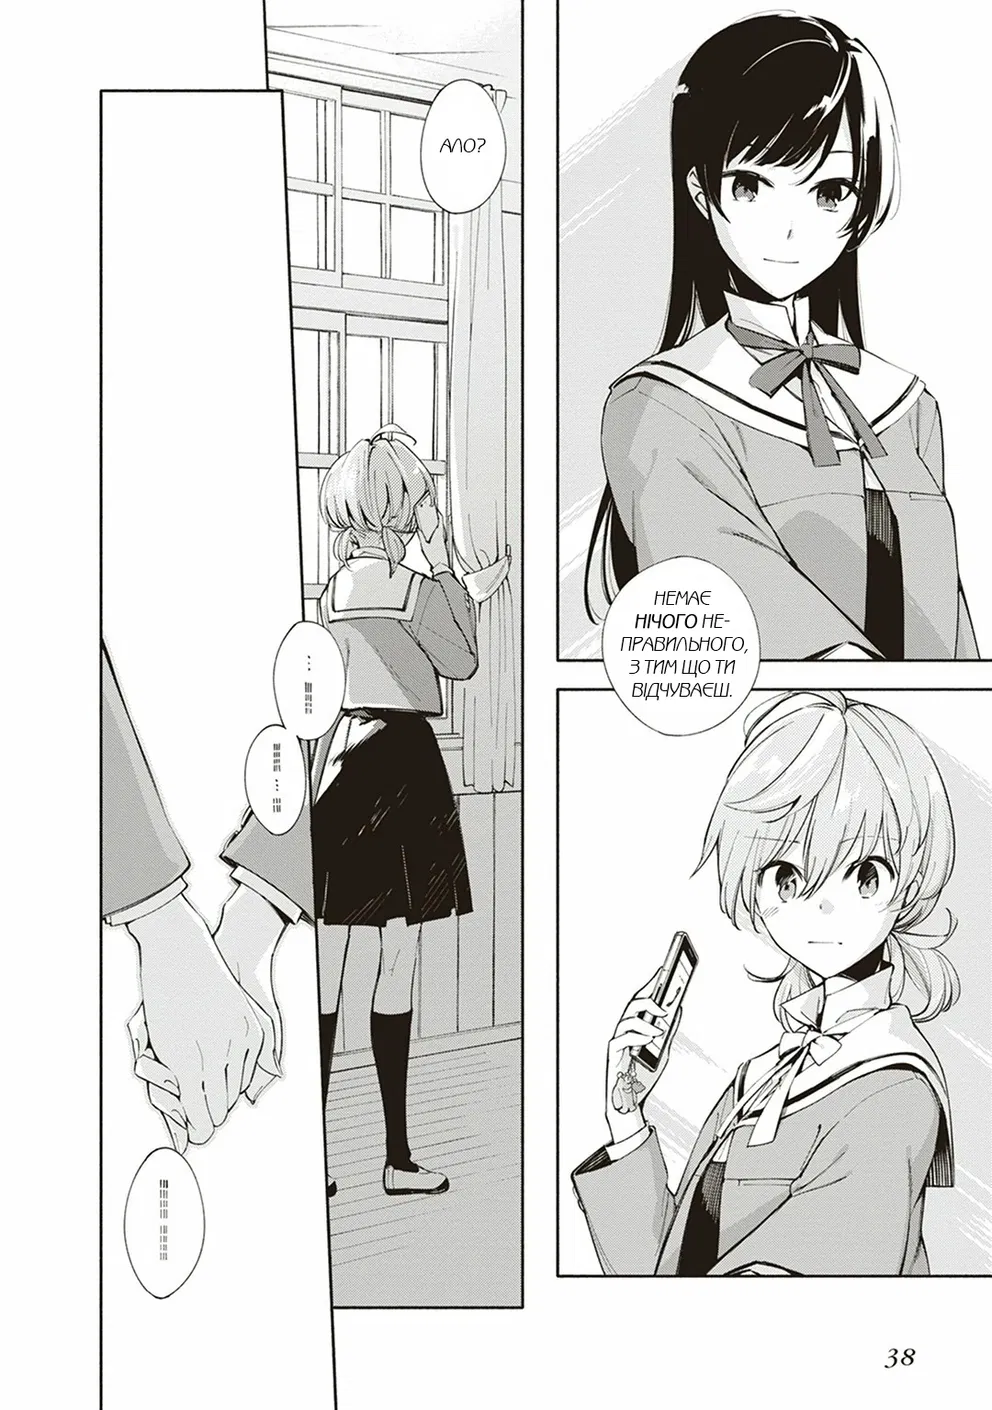 НЕМАЄ
НІЧОГО НЕ-
ПРАВИЛЬНОГО,
З ТИМ ЩО ТИ
ВІДЧУВАЄШ.
АЛО?
...
...
38